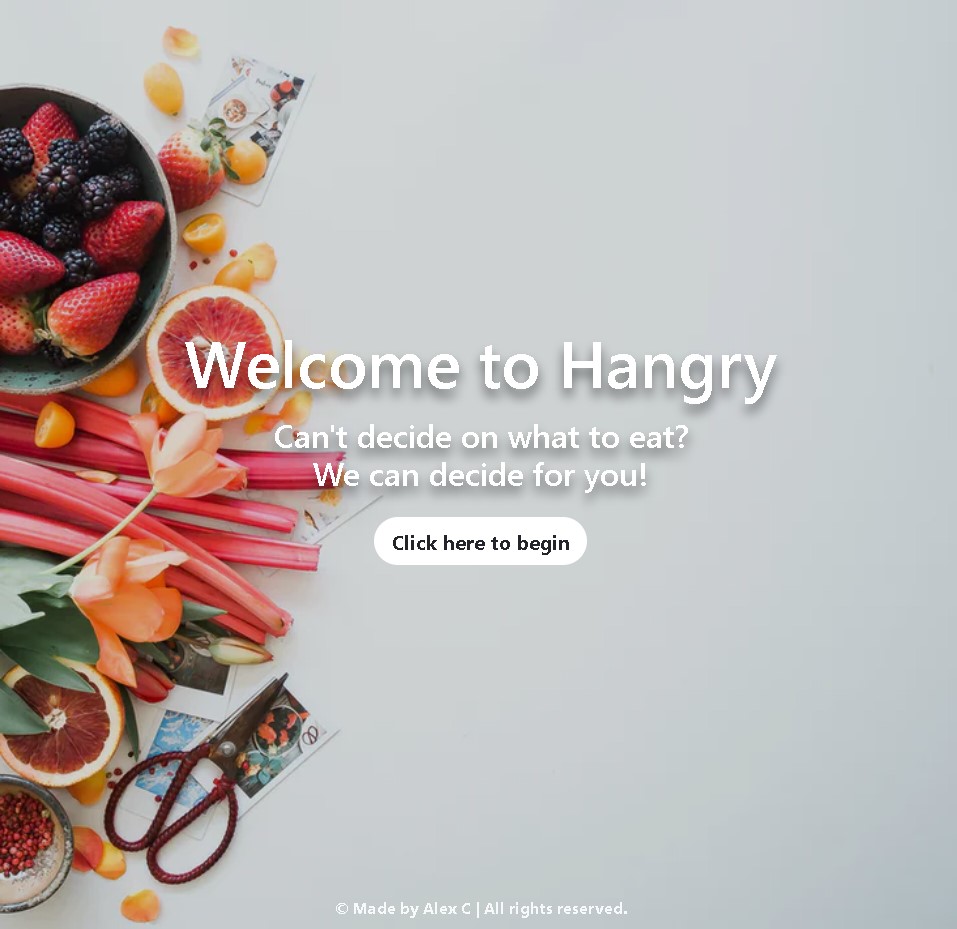 Welcome to Hangry
Can't decide on what to eat?
We can decide for you!
Click here to begin
© Made by Alex C | All rights reserved.